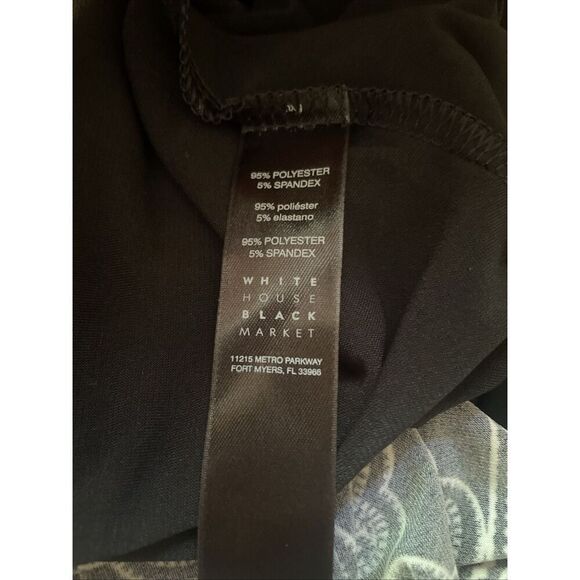 95% POLYESTER
5% SPANDEX
95% poliéster
5% elastano
95% POLYESTER
5% SPANDEX
WHITE
HOUSE
BLACK
MARKET
11215 METRO PARKWAY
FORT MYERS, FL 33966